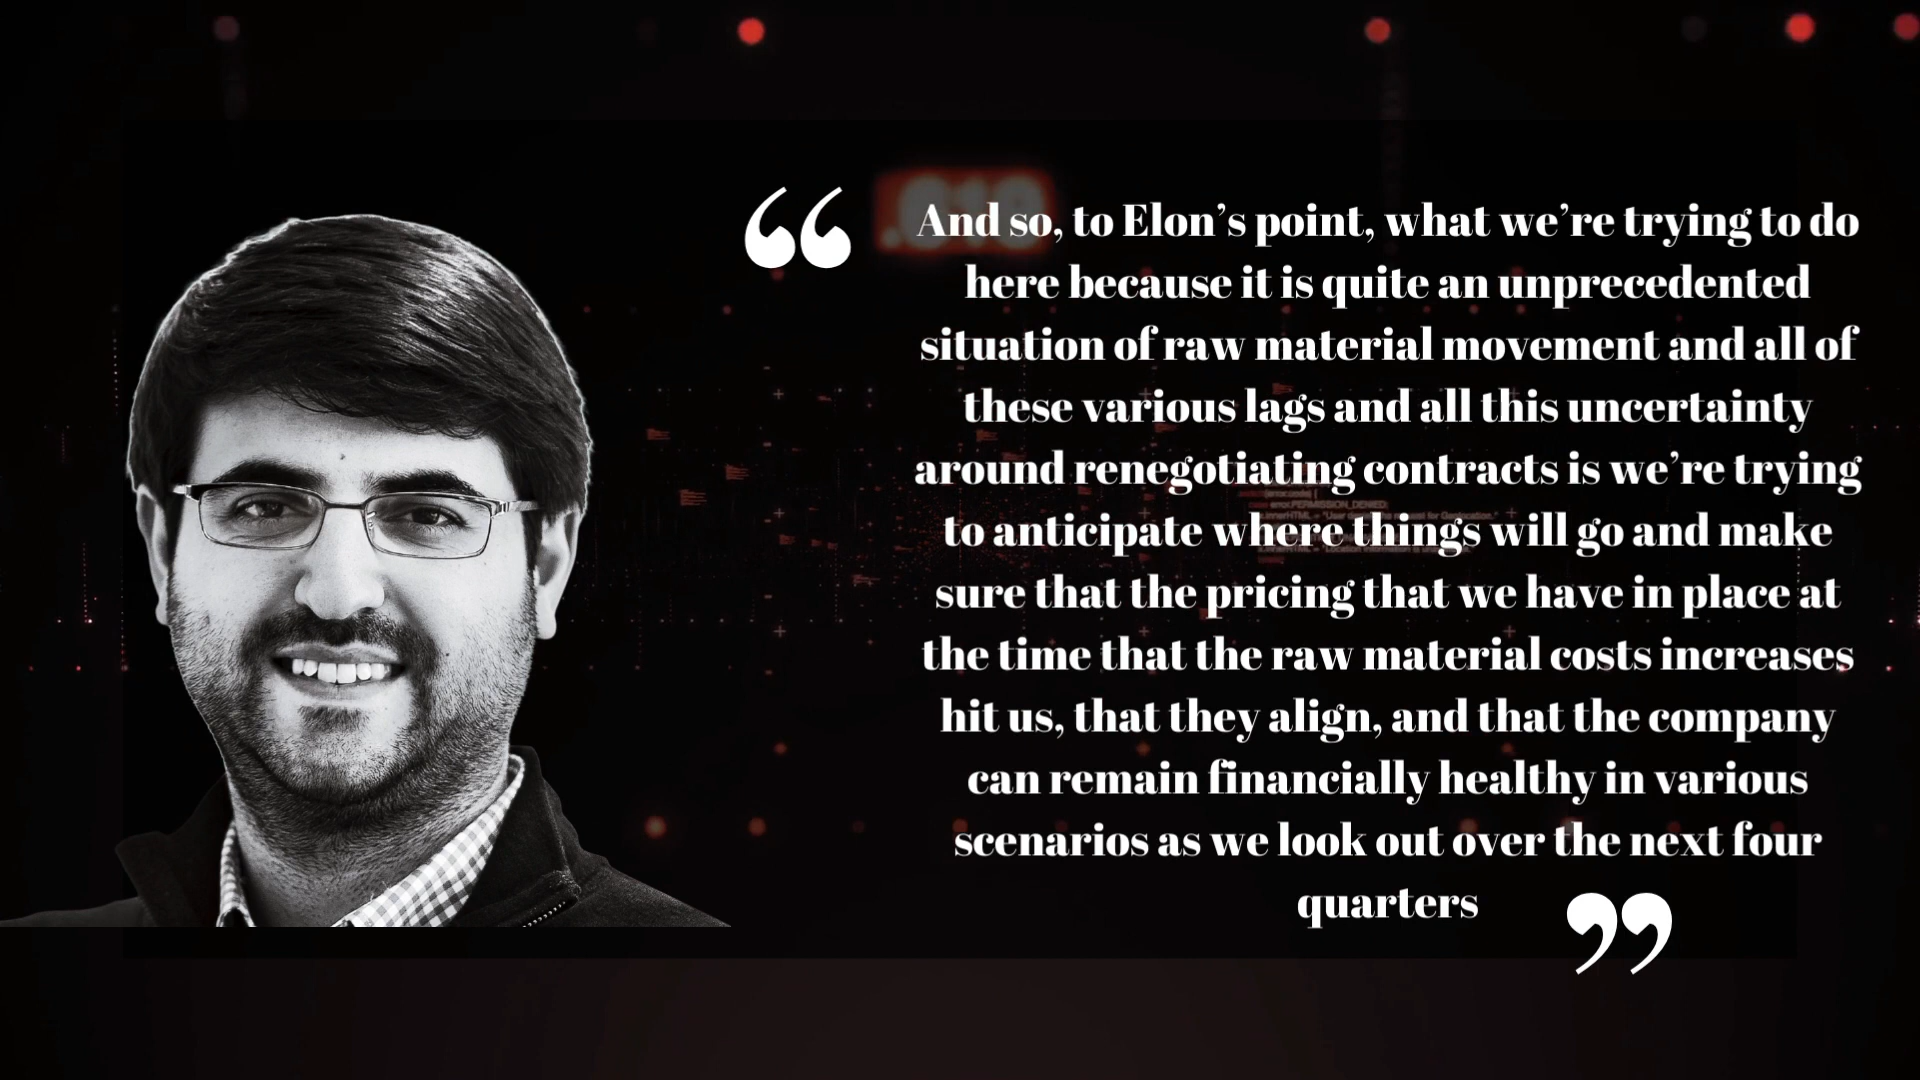 .618
“
And so, to Elon’s point, what we’re trying to do
here because it is quite an unprecedented
situation of raw material movement and all of
these various lags and all this uncertainty
around renegotiating contracts is we’re trying
to anticipate where things will go and make
sure that the pricing that we have in place at
the time that the raw material costs increases
hit us, that they align, and that the company
can remain financially healthy in various
scenarios as we look out over the next four
quarters
”